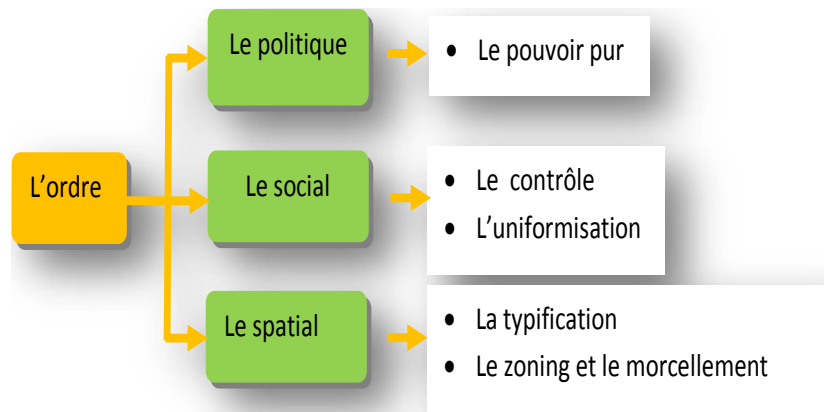 Le politique
• Le pouvoir pur
L'ordre
Le social
• Le contrôle
• L'uniformisation
Le spatial
• La typification
• Le zoning et le morcellement